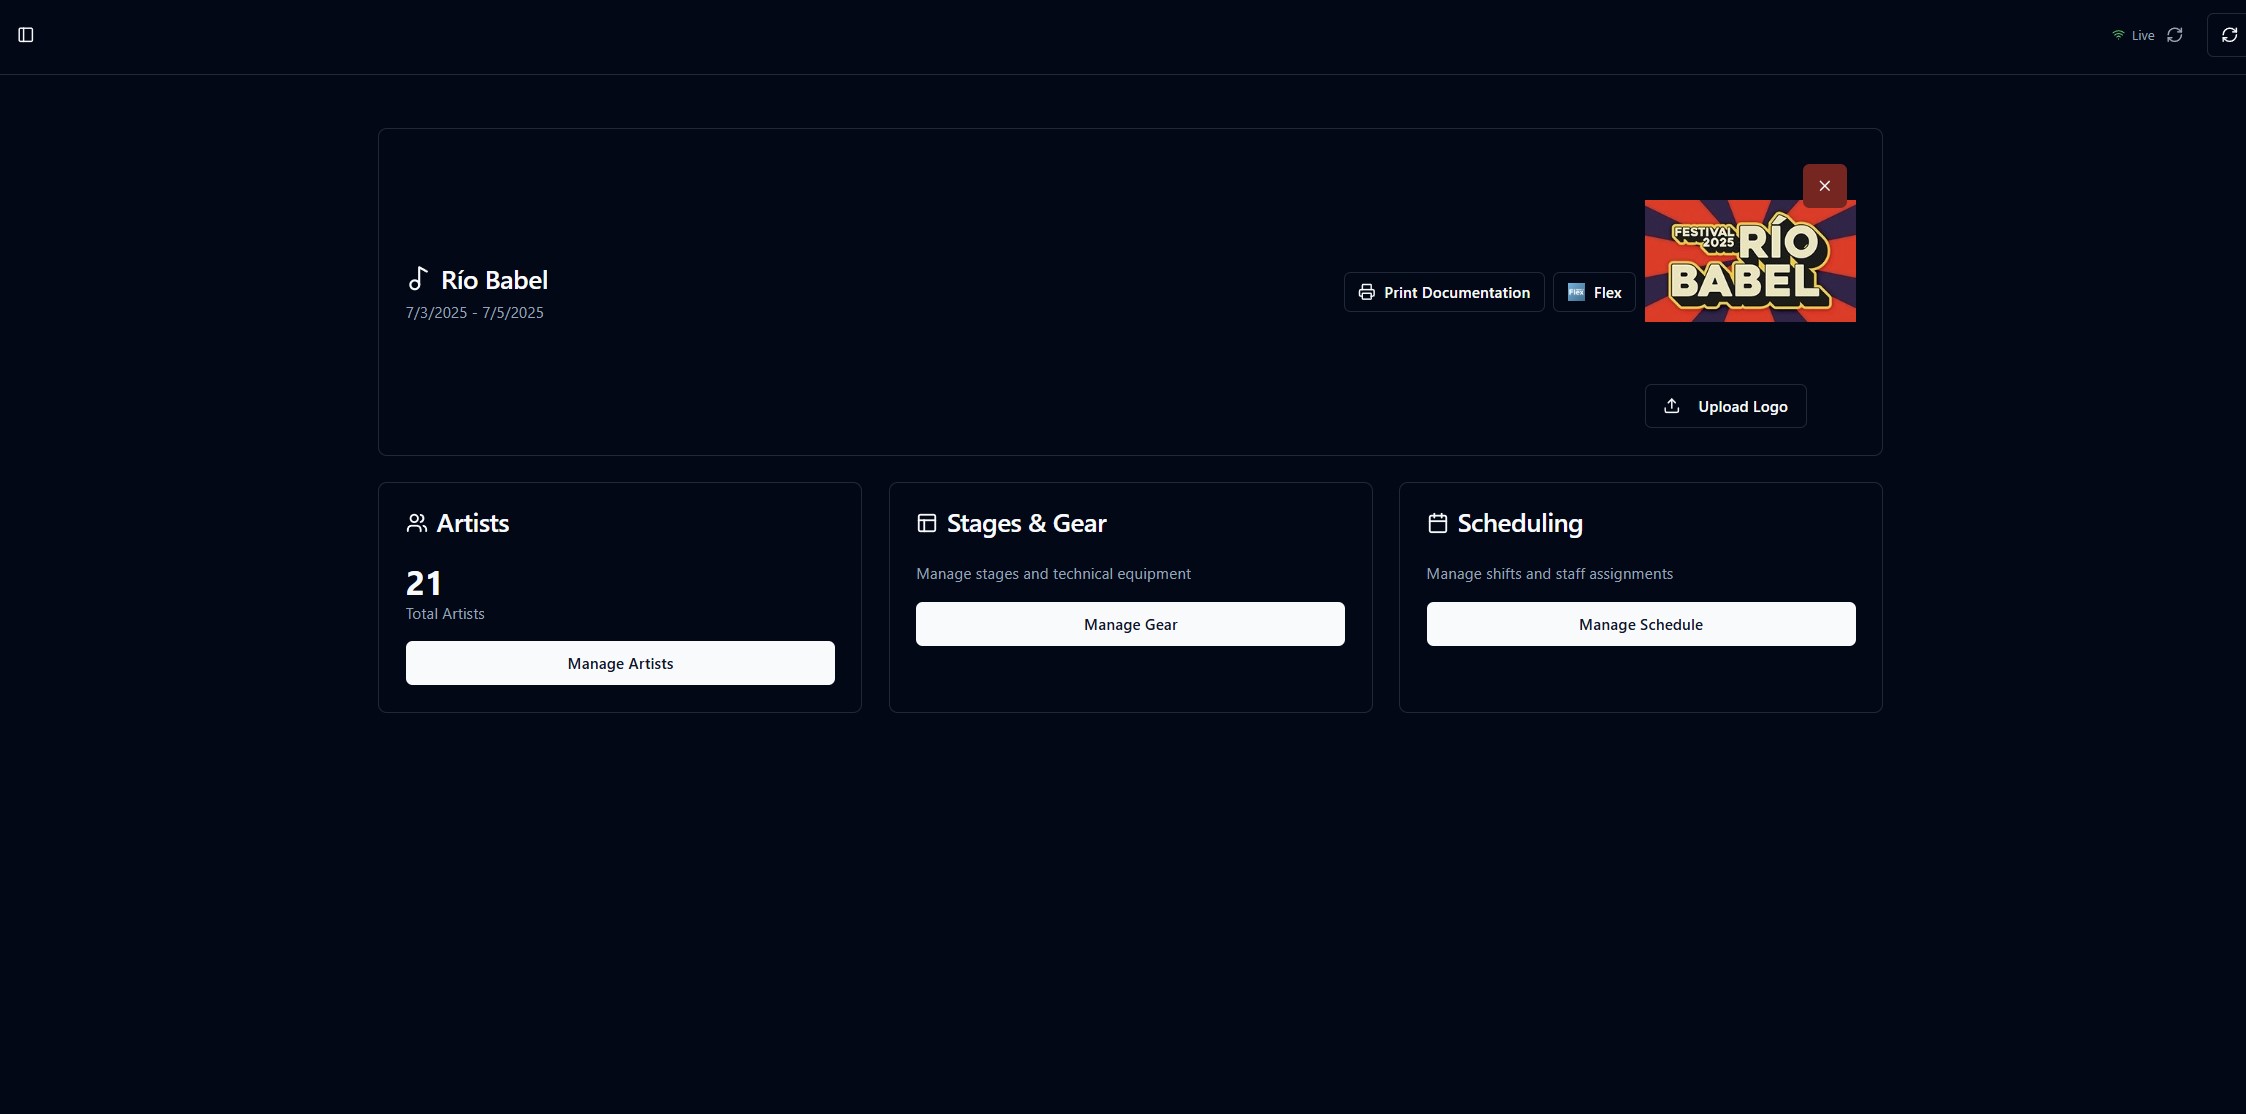 Live
Río Babel
7/3/2025 - 7/5/2025
Print Documentation
Flex
Flex
FESTIVAL
2025
RÍO
BABEL
Upload Logo
Artists
21
Total Artists
Manage Artists
Stages & Gear
Manage stages and technical equipment
Manage Gear
Scheduling
Manage shifts and staff assignments
Manage Schedule